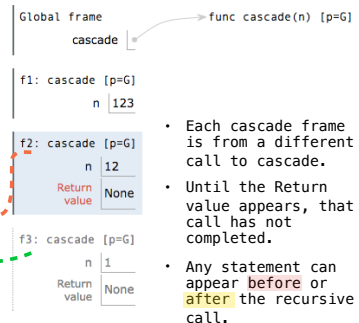 Global frame
func cascade(n) [p=G]
cascade
f1: cascade [p=G]
n 123
f2: cascade [p=G]
n 12
Return
value
None
f3: cascade [p=G]
n 1
Return
value
None
• Each cascade frame
is from a different
call to cascade.
• Until the Return
value appears, that
call has not
completed.
• Any statement can
appear before or
after the recursive
call.